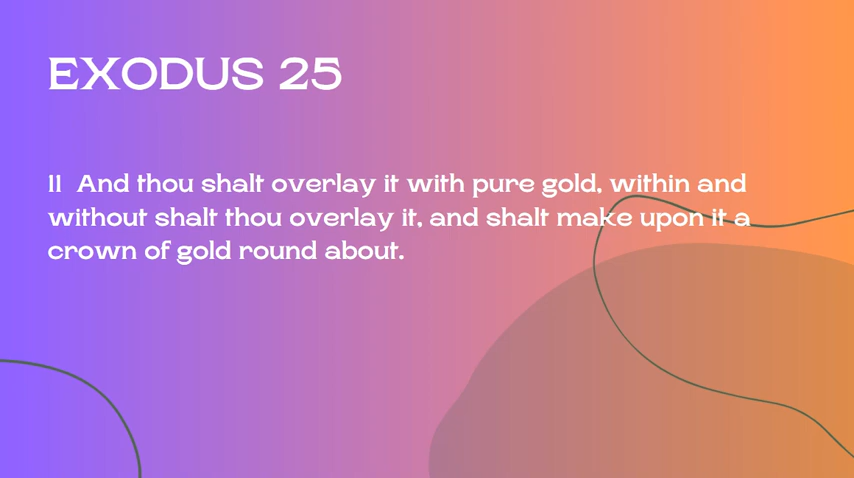 EXODUS 25
11 And thou shalt overlay it with pure gold, within and
without shalt thou overlay it, and shalt make upon it a
crown of gold round about.